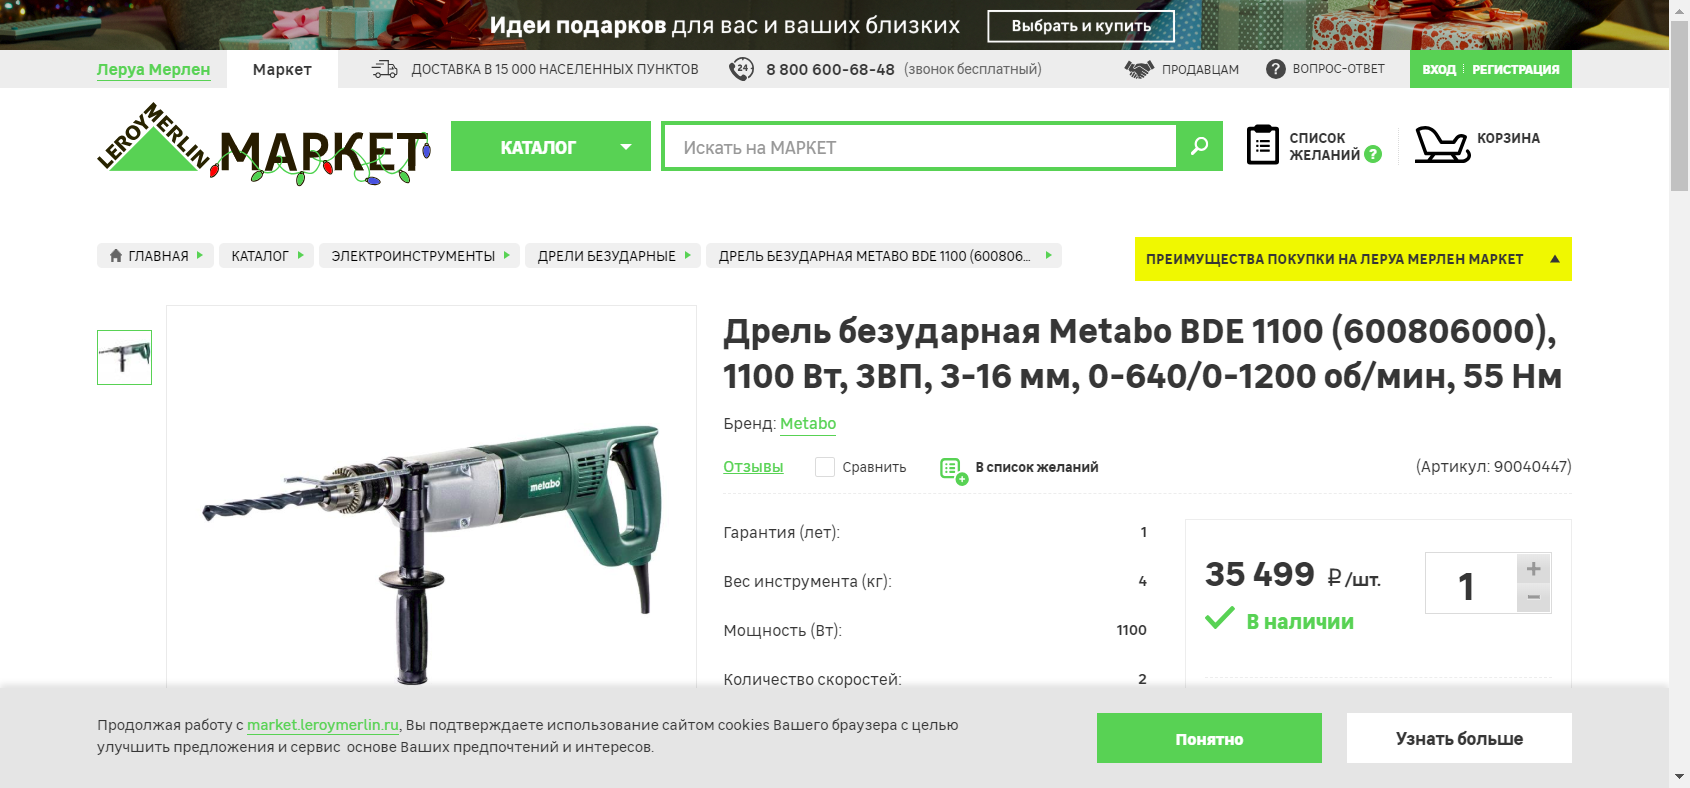 Идеи подарков для вас и ваших близких
Выбрать и купить
Леруа Мерлен
Маркет
ДОСТАВКА В 15 000 НАСЕЛЕННЫХ ПУНКТОВ
24
8 800 600-68-48 (звонок бесплатный)
ПРОДАВЦАМ
ВОПРОС-ОТВЕТ
ВХОД
РЕГИСТРАЦИЯ
LEROY MERLIN
МАРКЕТ
КАТАЛОГ
Искать на МАРКЕТ
СПИСОК
ЖЕЛАНИЙ ?
КОРЗИНА
ГЛАВНАЯ
КАТАЛОГ
ЭЛЕКТРОИНСТРУМЕНТЫ
ДРЕЛИ БЕЗУДАРНЫЕ
ДРЕЛЬ БЕЗУДАРНАЯ METABO BDE 1100 (600806...
ПРЕИМУЩЕСТВА ПОКУПКИ НА ЛЕРУА МЕРЛЕН МАРКЕТ
Дрель безударная Metabo BDE 1100 (600806000),
1100 Вт, ЗВП, 3-16 мм, 0-640/0-1200 об/мин, 55 Нм
Бренд: Metabo
Отзывы
Сравнить
В список желаний
(Артикул: 90040447)
metabo
Гарантия (лет): 1
Вес инструмента (кг): 4
Мощность (Вт): 1100
Количество скоростей: 2
35 499 ₽/шт.
1
+
−
В наличии
Продолжая работу с market.leroymerlin.ru, Вы подтверждаете использование сайтом cookies Вашего браузера с целью
улучшить предложения и сервис основе Ваших предпочтений и интересов.
Понятно
Узнать больше